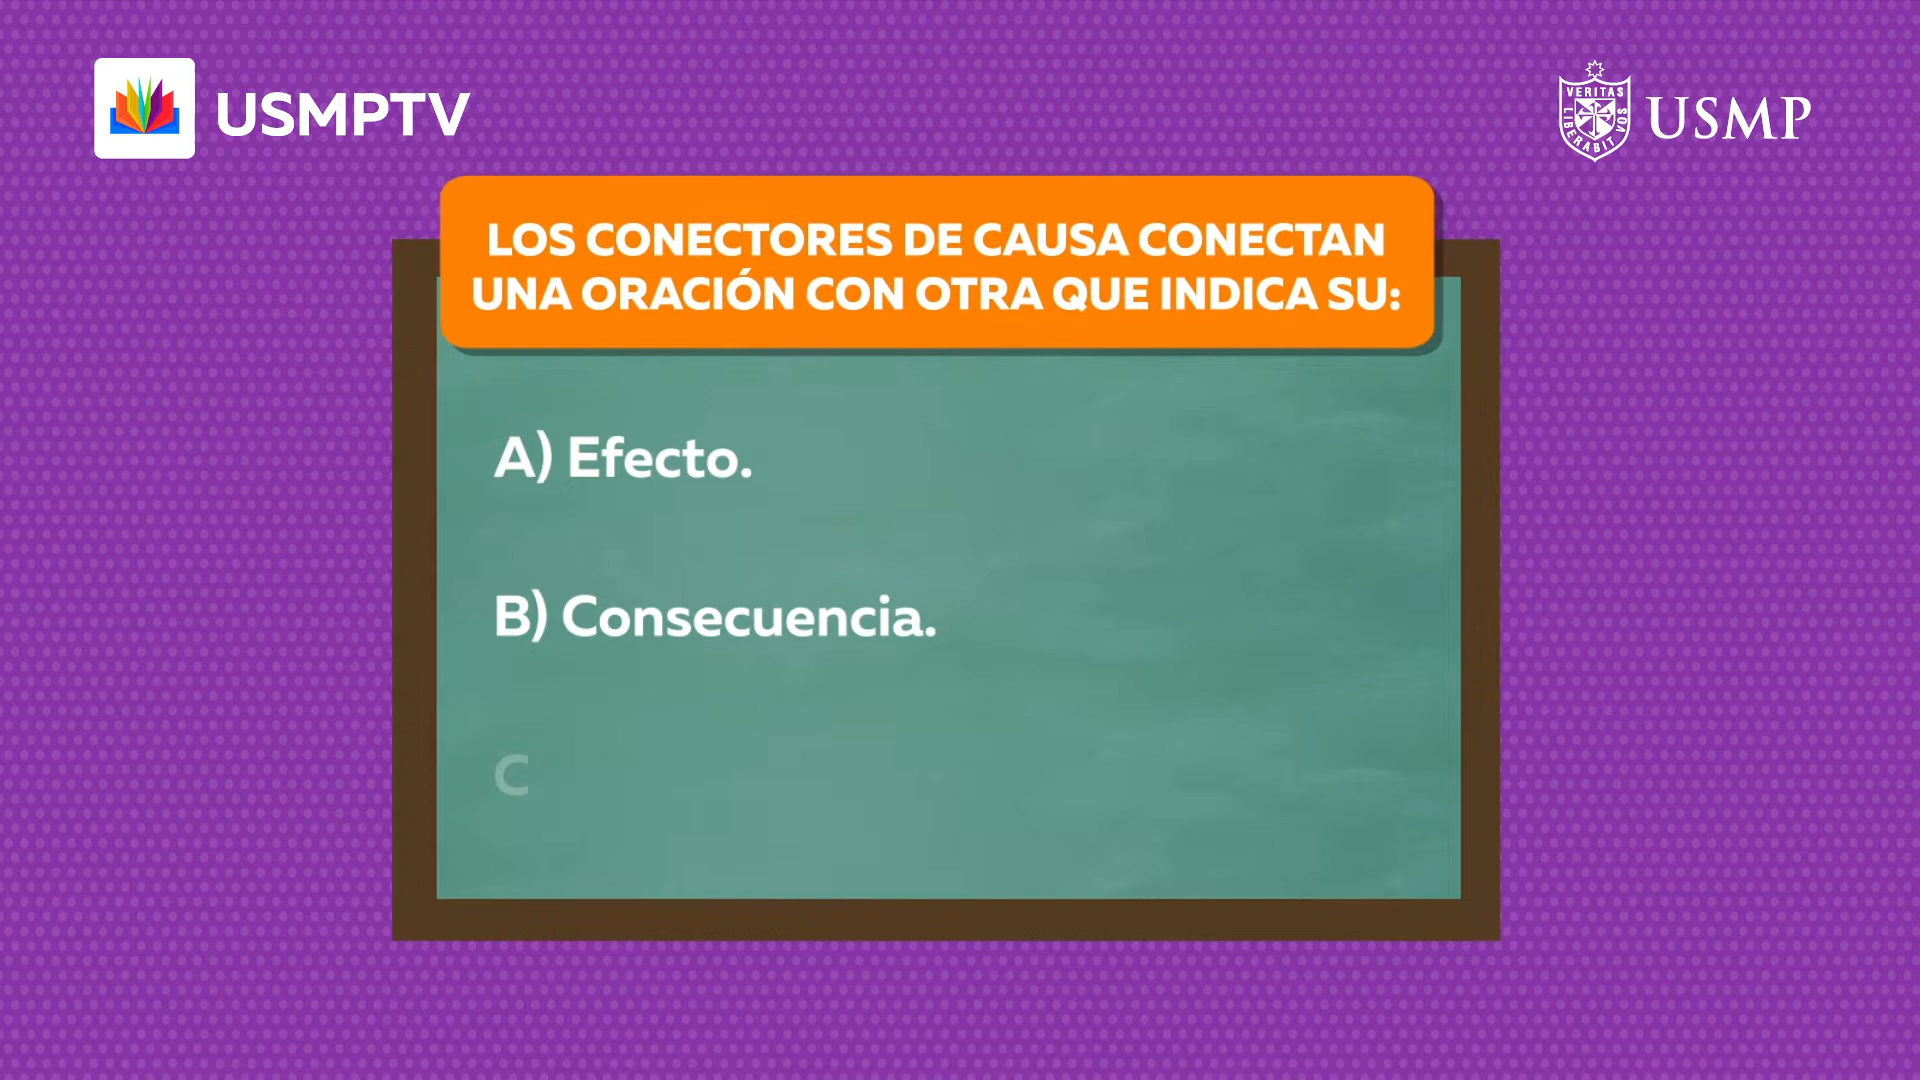 USMPTV
VERITAS
LIBERABIT VOS
USMP
LOS CONECTORES DE CAUSA CONECTAN
UNA ORACIÓN CON OTRA QUE INDICA SU:
A) Efecto.
B) Consecuencia.
C